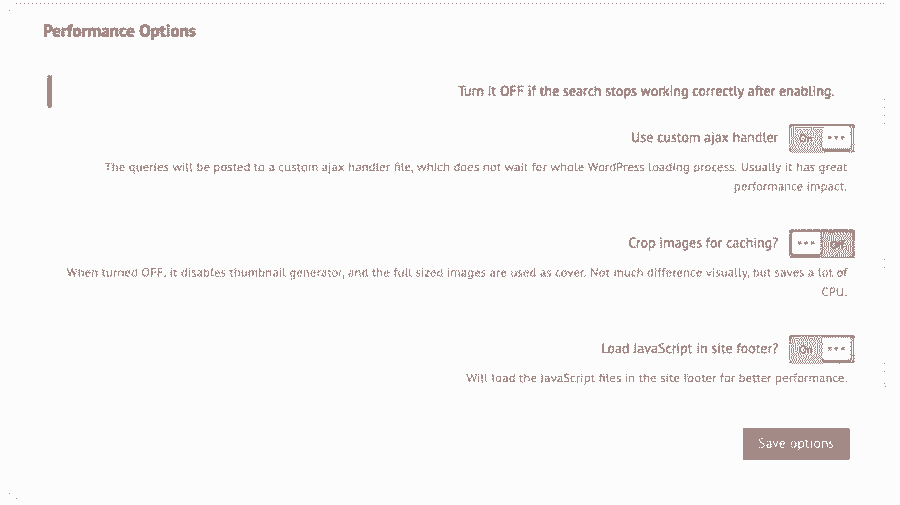 Performance Options
Turn it OFF if the search stops working correctly after enabling.
Use custom ajax handler On
The queries will be posted to a custom ajax handler file, which does not wait for whole WordPress loading process. Usually it has great
performance impact.
Crop images for caching? Off
When turned OFF, it disables thumbnail generator, and the full sized images are used as cover. Not much difference visually, but saves a lot of
CPU.
Load JavaScript in site footer? On
Will load the JavaScript files in the site footer for better performance.
Save options